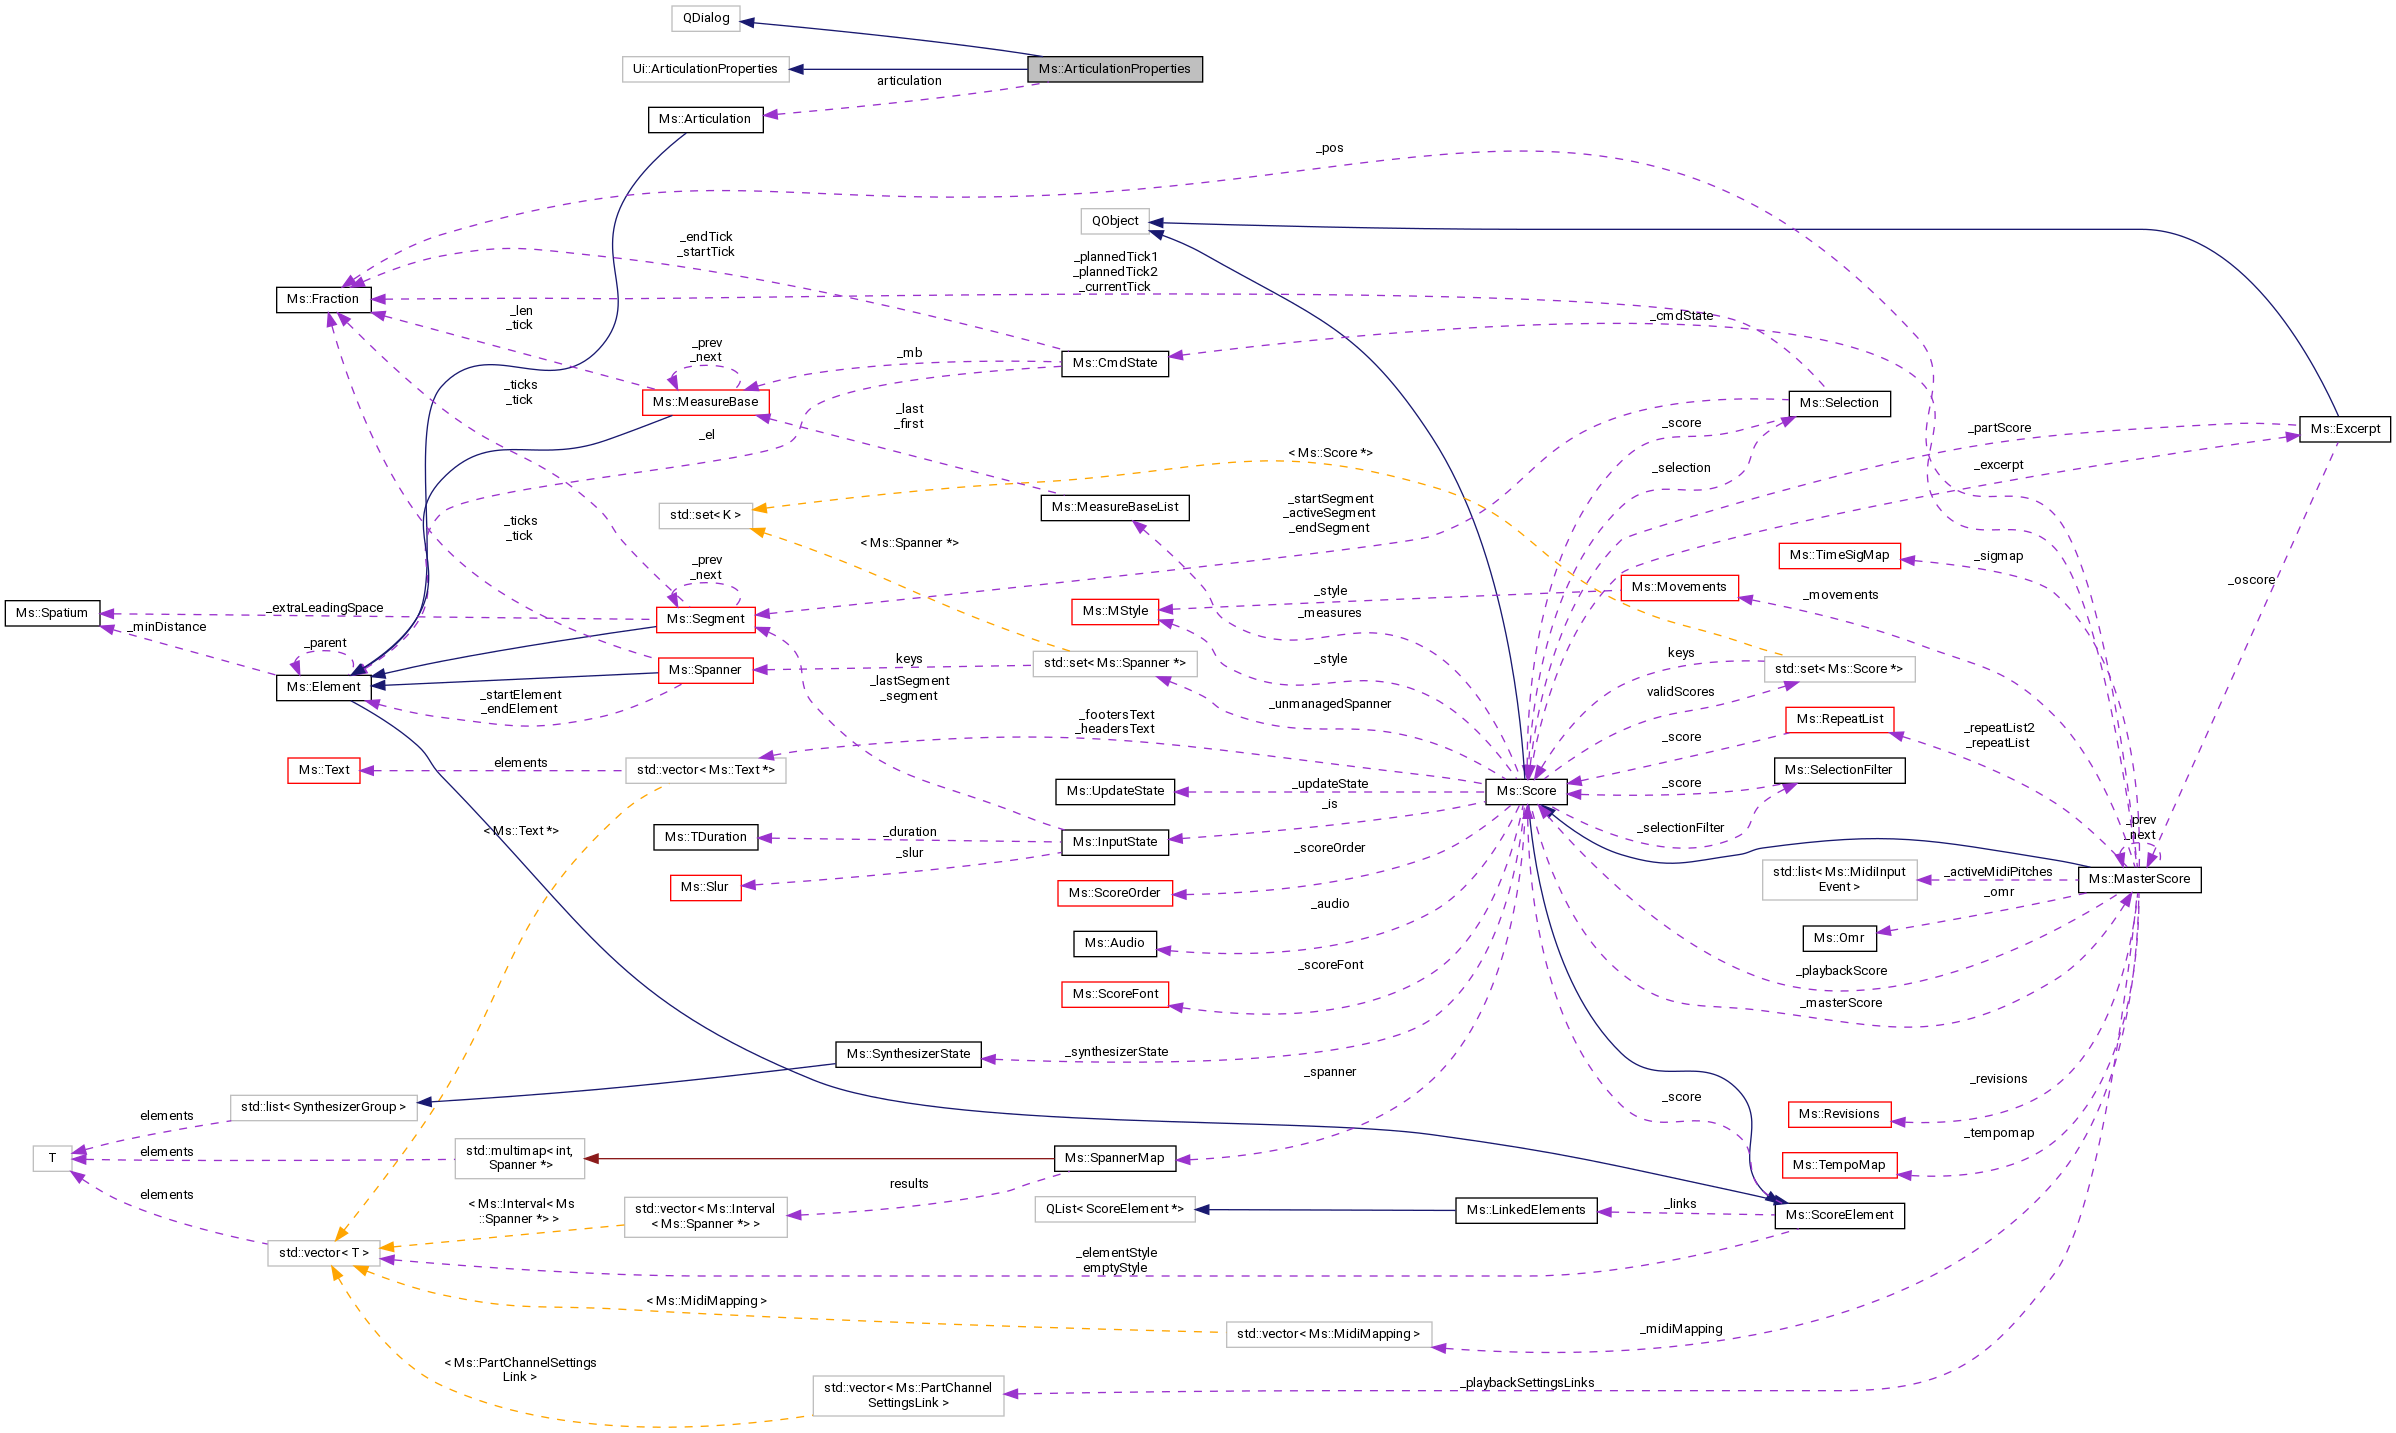 QDialog
Ui::ArticulationProperties
Ms::ArticulationProperties
articulation
Ms::Articulation
_pos
QObject
_endTick
_startTick
_plannedTick1
_plannedTick2
_currentTick
Ms::Fraction
_len
_tick
_cmdState
_prev
_next
_mb
Ms::CmdState
_ticks
_tick
Ms::MeasureBase
_last
_first
Ms::Selection
_el
_score
_partScore
Ms::Excerpt
< Ms::Score *>
_selection
_excerpt
std::set< K >
Ms::MeasureBaseList
_startSegment
_activeSegment
_endSegment
_ticks
_tick
< Ms::Spanner *>
_prev
_next
Ms::TimeSigMap
_sigmap
_oscore
Ms::Spatium
_extraLeadingSpace
Ms::Segment
Ms::MStyle
_style
_measures
Ms::Movements
_movements
_minDistance
_parent
Ms::Element
Ms::Spanner
keys
std::set< Ms::Spanner *>
_style
keys
std::set< Ms::Score *>
_startElement
_endElement
_lastSegment
_segment
_unmanagedSpanner
validScores
_footersText
_headersText
Ms::RepeatList
_repeatList2
_repeatList
_score
Ms::Text
elements
std::vector< Ms::Text *>
Ms::UpdateState
_updateState
Ms::Score
_score
Ms::SelectionFilter
_is
< Ms::Text *>
Ms::TDuration
_duration
Ms::InputState
_selectionFilter
_prev
_next
_slur
Ms::Slur
_scoreOrder
Ms::ScoreOrder
std::list< Ms::MidiInput
Event >
_activeMidiPitches
Ms::MasterScore
_omr
_audio
Ms::Audio
Ms::Omr
_scoreFont
Ms::ScoreFont
_playbackScore
_masterScore
Ms::SynthesizerState
_synthesizerState
_spanner
_revisions
std::list< SynthesizerGroup >
elements
_score
Ms::Revisions
_tempomap
T
elements
std::multimap< int,
Spanner *>
Ms::SpannerMap
Ms::TempoMap
elements
results
< Ms::Interval< Ms
::Spanner *> >
std::vector< Ms::Interval
< Ms::Spanner *> >
QList< ScoreElement *>
Ms::LinkedElements
_links
Ms::ScoreElement
std::vector< T >
_elementStyle
emptyStyle
< Ms::MidiMapping >
std::vector< Ms::MidiMapping >
_midiMapping
< Ms::PartChannelSettings
Link >
std::vector< Ms::PartChannel
SettingsLink >
_playbackSettingsLinks